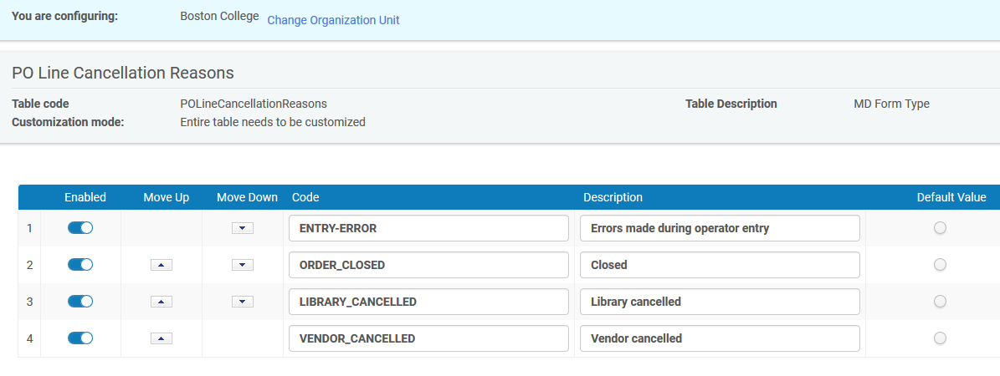 You are configuring: Boston College Change Organization Unit
PO Line Cancellation Reasons
Table code POLineCancellationReasons Table Description MD Form Type
Customization mode: Entire table needs to be customized
Enabled Move Up Move Down Code Description Default Value
1 ENTRY-ERROR Errors made during operator entry
2 ORDER_CLOSED Closed
3 LIBRARY_CANCELLED Library cancelled
4 VENDOR_CANCELLED Vendor cancelled